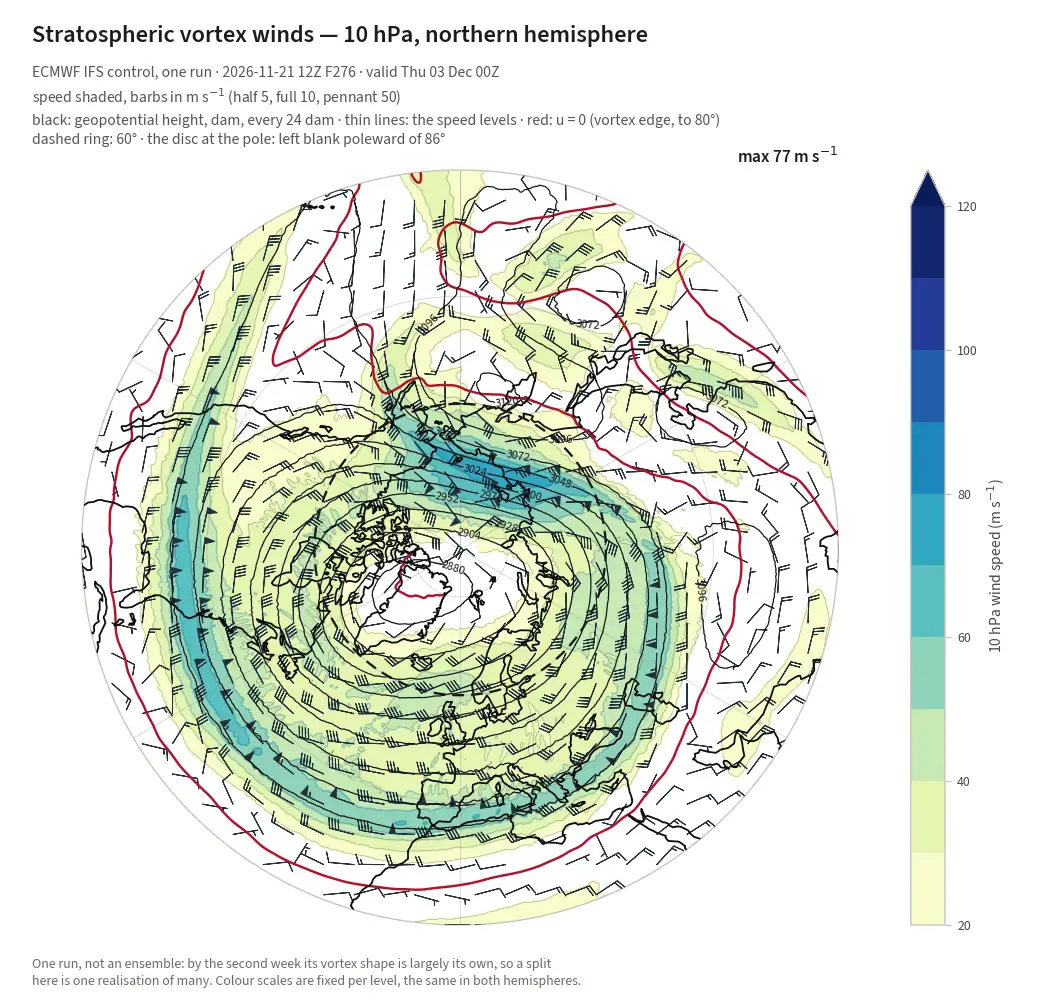 Stratospheric vortex winds — 10 hPa, northern hemisphere
ECMWF IFS control, one run · 2026-11-21 12Z F276 · valid Thu 03 Dec 00Z
speed shaded, barbs in m s⁻¹ (half 5, full 10, pennant 50)
black: geopotential height, dam, every 24 dam · thin lines: the speed levels · red: u = 0 (vortex edge, to 80°)
dashed ring: 60° · the disc at the pole: left blank poleward of 86°
max 77 m s⁻¹
120
100
80
60
40
20
10 hPa wind speed (m s⁻¹)
3096
3072
3072
3096
3072
3024
3048
2952
2928
2904
2880
3096
One run, not an ensemble: by the second week its vortex shape is largely its own, so a split
here is one realisation of many. Colour scales are fixed per level, the same in both hemispheres.